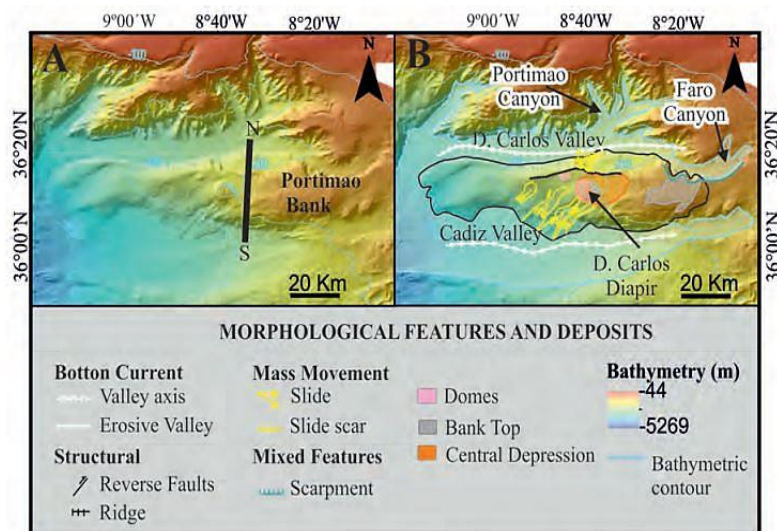 9°00'W 8°40'W 8°20'W
9°00'W 8°40'W 8°20'W
36°20'N
36°00'N
A
N
N
Portimao
Bank
S
20 Km
B
N
Portimao
Canyon
Faro
Canyon
D. Carlos Valley
Cadiz Valley
D. Carlos
Diapir
20 Km
36°20'N
36°00'N
MORPHOLOGICAL FEATURES AND DEPOSITS
Botton Current
Valley axis
Erosive Valley
Structural
Reverse Faults
Ridge
Mass Movement
Slide
Slide scar
Mixed Features
Scarpment
Domes
Bank Top
Central Depression
Bathymetry (m)
-44
-
-5269
Bathymetric
contour